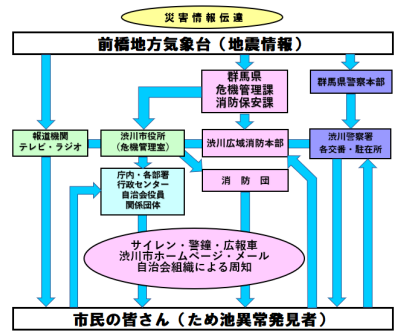 災害情報伝達
前橋地方気象台（地震情報）
群馬県
危機管理課
消防保安課
群馬県警察本部
報道機関
テレビ・ラジオ
渋川市役所
（危機管理室）
渋川広域消防本部
渋川警察署
各交番・駐在所
庁内・各部署
行政センター
自治会役員
関係団体
消防団
サイレン・警鐘・広報車
渋川市ホームページ・メール
自治会組織による周知
市民の皆さん（ため池異常発見者）